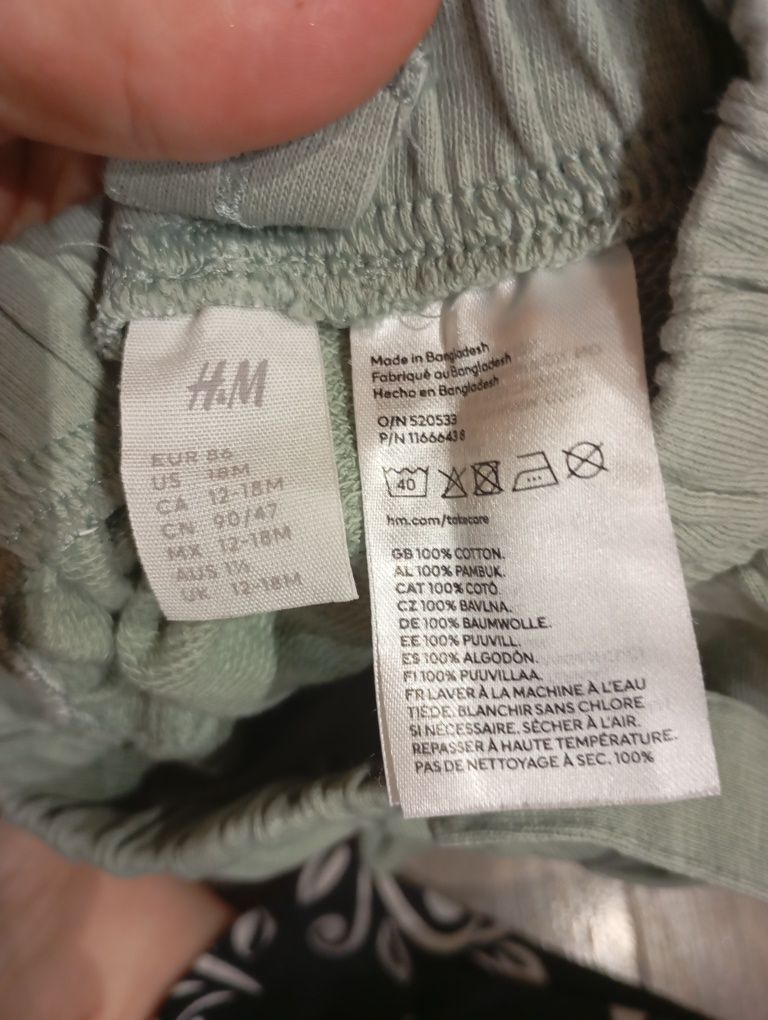 H&M
EUR 86
US 18M
CA 12-18M
CN 90/47
MX 12-18M
AUS 1½
UK 12-18M
Made in Bangladesh
Fabriqué au Bangladesh
Hecho en Bangladesh
O/N 520533
P/N 11666438
40
hm.com/takecare
GB 100% COTTON.
AL 100% PAMBUK.
CAT 100% COTÓ.
CZ 100% BAVLNA.
DE 100% BAUMWOLLE.
EE 100% PUUVILL.
ES 100% ALGODÓN.
FI 100% PUUVILLAA.
FR LAVER À LA MACHINE À L'EAU
TIÈDE. BLANCHIR SANS CHLORE
SI NÉCESSAIRE. SÉCHER À L'AIR.
REPASSER À HAUTE TEMPÉRATURE.
PAS DE NETTOYAGE À SEC. 100%